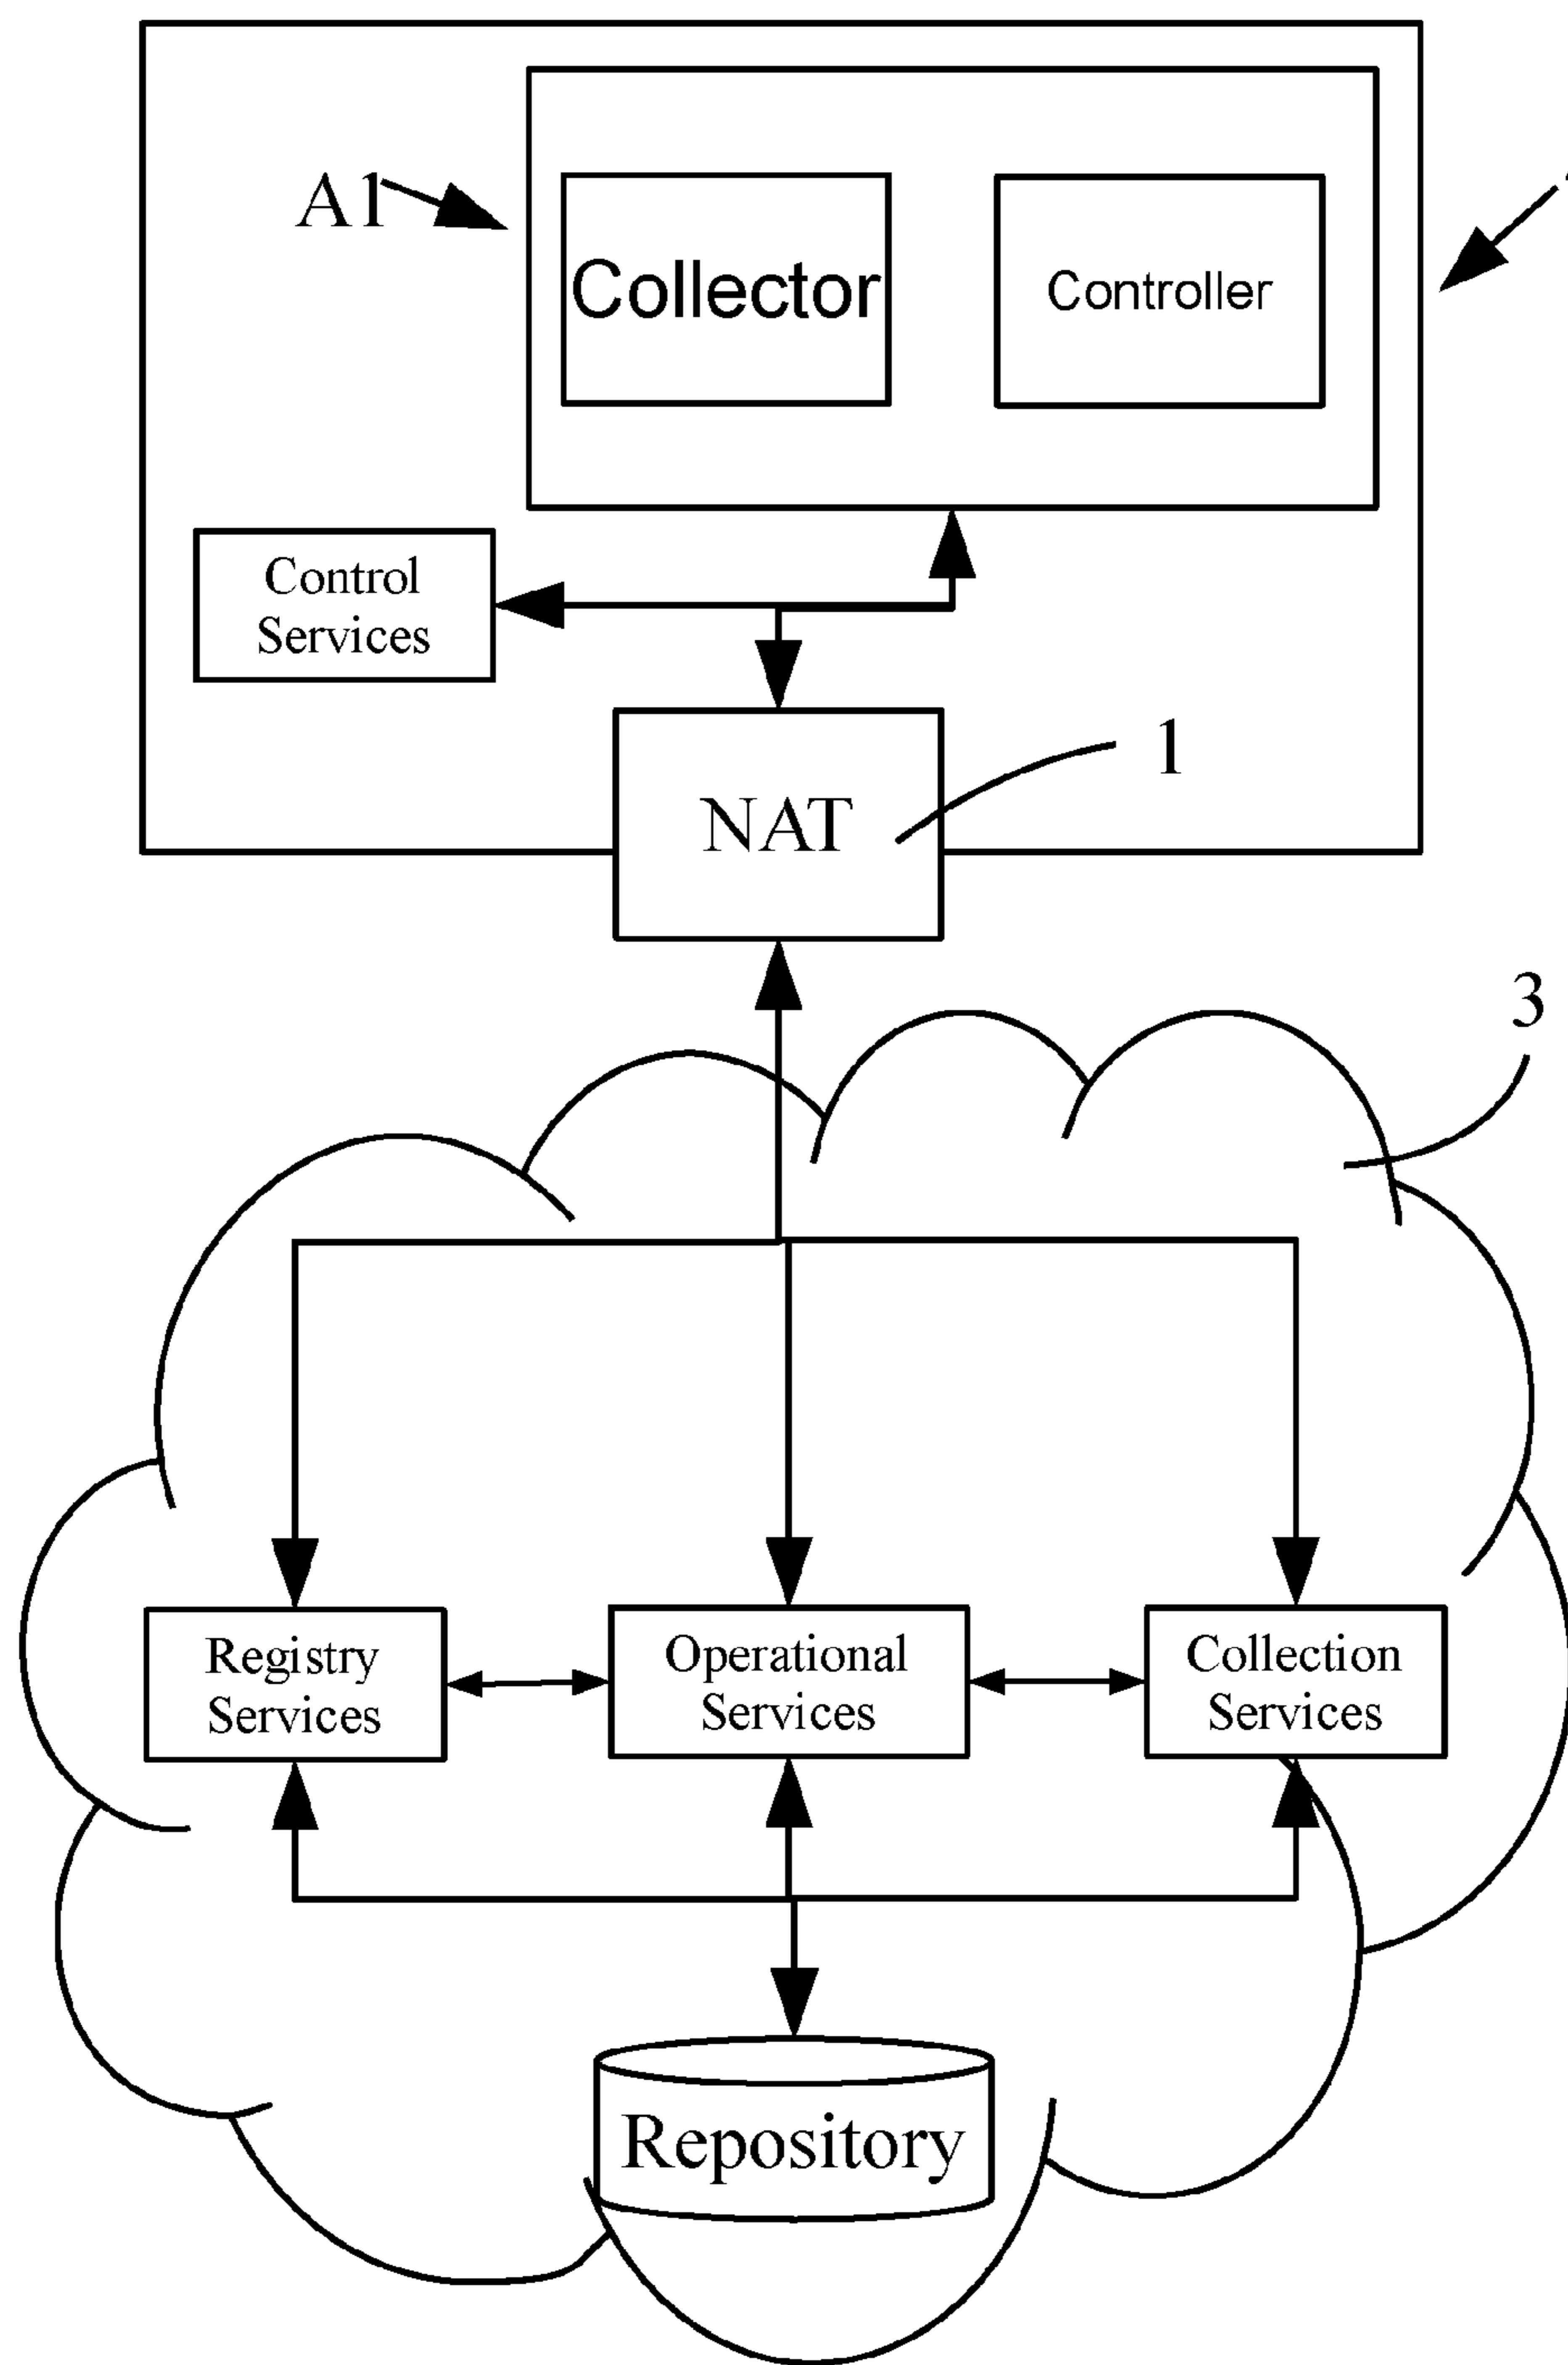 A1
Collector
Controller
Control
Services
NAT
1
3
Registry
Services
Operational
Services
Collection
Services
Repository